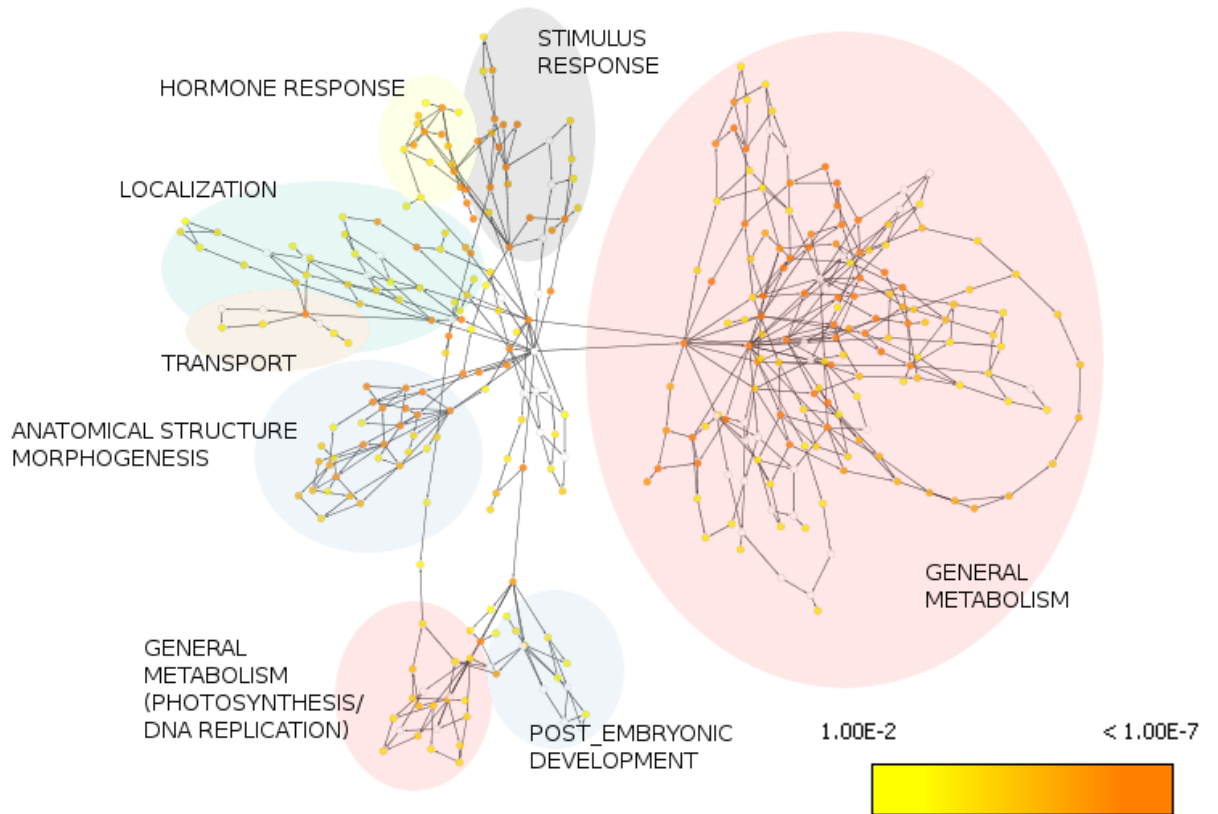 STIMULUS
RESPONSE
HORMONE RESPONSE
LOCALIZATION
TRANSPORT
ANATOMICAL STRUCTURE
MORPHOGENESIS
GENERAL
METABOLISM
GENERAL
METABOLISM
(PHOTOSYNTHESIS/
DNA REPLICATION)
POST_EMBRYONIC
DEVELOPMENT
1.00E-2
< 1.00E-7